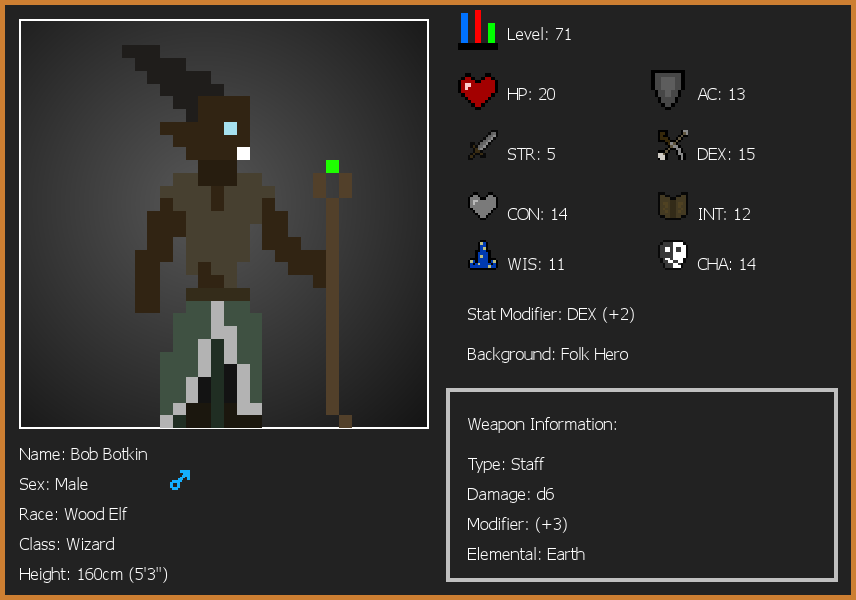 Level: 71
HP: 20
AC: 13
STR: 5
DEX: 15
CON: 14
INT: 12
WIS: 11
CHA: 14
Stat Modifier: DEX (+2)
Background: Folk Hero
Weapon Information:
Type: Staff
Damage: d6
Modifier: (+3)
Elemental: Earth
Name: Bob Botkin
Sex: Male
Race: Wood Elf
Class: Wizard
Height: 160cm (5'3")